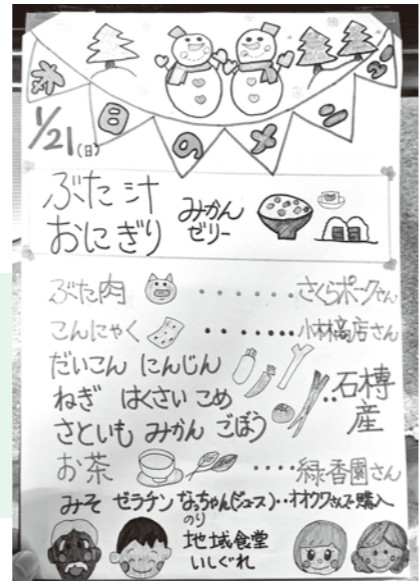 本日のメニュー
1/21(日)
ぶた汁 みかん
おにぎり ゼリー
ぶた肉 ・・・・・・さくらポークさん
こんにゃく ・・・・・・小林商店さん
だいこん にんじん
ねぎ はくさい こめ ・・石榑産
さといも みかん ごぼう
お茶 ・・・・緑香園さん
みそ ゼラチン なっちゃん(ジュース)・・オオクワさんで購入
のり
地域食堂
いしぐれ